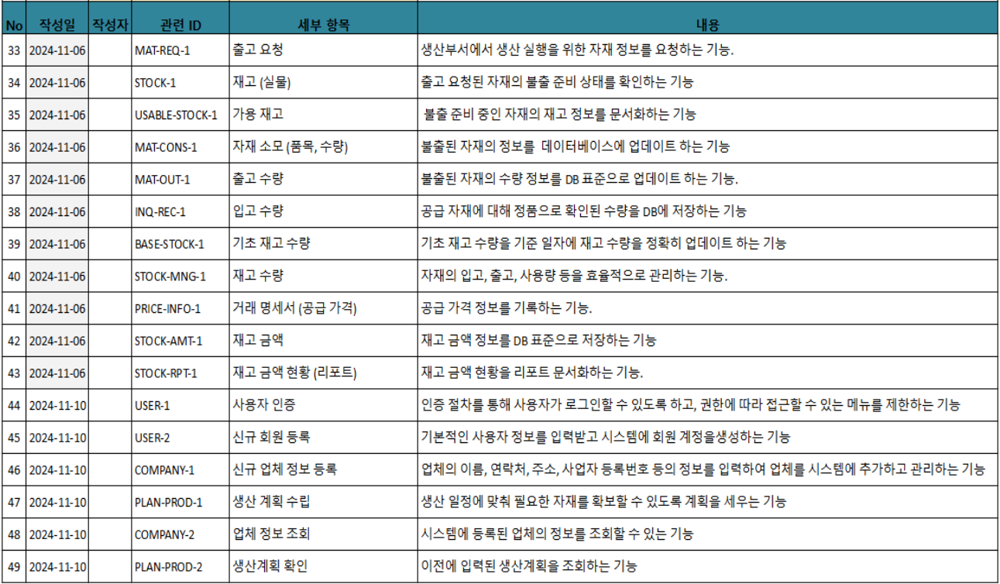 No 작성일 작성자 관련 ID 세부 항목 내용
33 2024-11-06 MAT-REQ-1 출고 요청 생산부서에서 생산 실행을 위한 자재 정보를 요청하는 기능.
34 2024-11-06 STOCK-1 재고 (실물) 출고 요청된 자재의 불출 준비 상태를 확인하는 기능
35 2024-11-06 USABLE-STOCK-1 가용 재고 불출 준비 중인 자재의 재고 정보를 문서화하는 기능
36 2024-11-06 MAT-CONS-1 자재 소모 (품목, 수량) 불출된 자재의 정보를 데이터베이스에 업데이트 하는 기능
37 2024-11-06 MAT-OUT-1 출고 수량 불출된 자재의 수량 정보를 DB 표준으로 업데이트 하는 기능.
38 2024-11-06 INQ-REC-1 입고 수량 공급 자재에 대해 정품으로 확인된 수량을 DB에 저장하는 기능
39 2024-11-06 BASE-STOCK-1 기초 재고 수량 기초 재고 수량을 기준 일자에 재고 수량을 정확히 업데이트 하는 기능
40 2024-11-06 STOCK-MNG-1 재고 수량 자재의 입고, 출고, 사용량 등을 효율적으로 관리하는 기능.
41 2024-11-06 PRICE-INFO-1 거래 명세서 (공급 가격) 공급 가격 정보를 기록하는 기능.
42 2024-11-06 STOCK-AMT-1 재고 금액 재고 금액 정보를 DB 표준으로 저장하는 기능
43 2024-11-06 STOCK-RPT-1 재고 금액 현황 (리포트) 재고 금액 현황을 리포트 문서화하는 기능.
44 2024-11-10 USER-1 사용자 인증 인증 절차를 통해 사용자가 로그인할 수 있도록 하고, 권한에 따라 접근할 수 있는 메뉴를 제한하는 기능
45 2024-11-10 USER-2 신규 회원 등록 기본적인 사용자 정보를 입력받고 시스템에 회원 계정을생성하는 기능
46 2024-11-10 COMPANY-1 신규 업체 정보 등록 업체의 이름, 연락처, 주소, 사업자 등록번호 등의 정보를 입력하여 업체를 시스템에 추가하고 관리하는 기능
47 2024-11-10 PLAN-PROD-1 생산 계획 수립 생산 일정에 맞춰 필요한 자재를 확보할 수 있도록 계획을 세우는 기능
48 2024-11-10 COMPANY-2 업체 정보 조회 시스템에 등록된 업체의 정보를 조회할 수 있는 기능
49 2024-11-10 PLAN-PROD-2 생산계획 확인 이전에 입력된 생산계획을 조회하는 기능